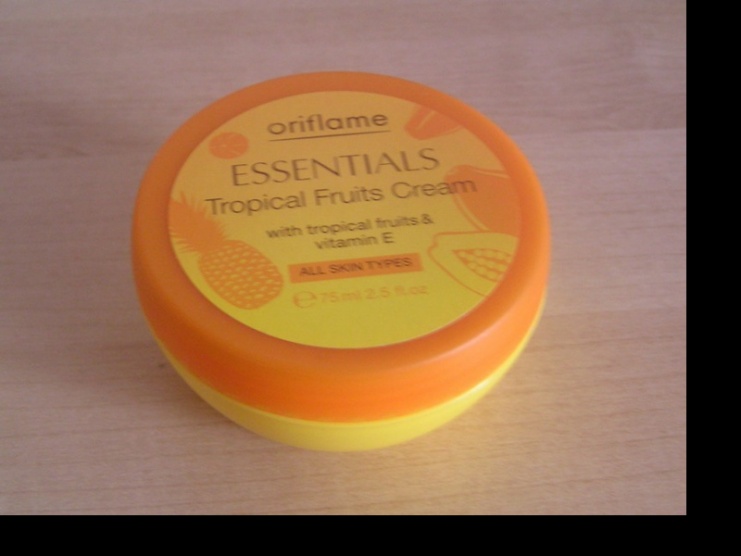 oriflame
ESSENTIALS
Tropical Fruits Cream
with tropical fruits &
vitamin E
ALL SKIN TYPES
℮ 75 ml 2.5 fl.oz